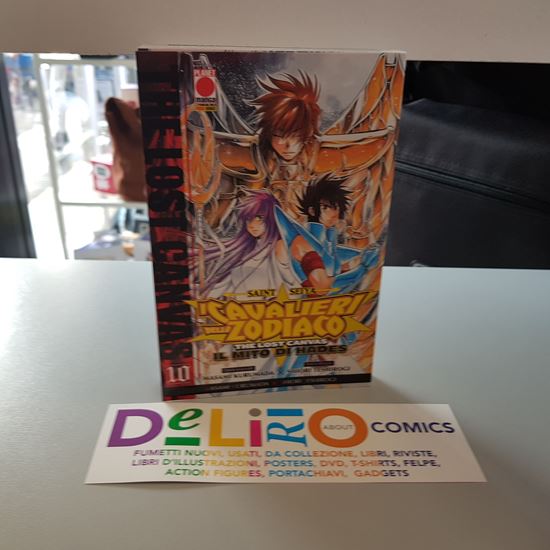 PLANET
manga
THE LOST CANVAS
10
SAINT SEIYA
I CAVALIERI
DELLO ZODIACO
THE LOST CANVAS
IL MITO DI HADES
MASAMI KURUMADA X SHIORI TESHIROGI
DeLiRiO ABOUT COMICS
FUMETTI NUOVI, USATI, DA COLLEZIONE, LIBRI, RIVISTE,
LIBRI D'ILLUSTRAZIONI, POSTERS, DVD, T-SHIRTS, FELPE,
ACTION FIGURES, PORTACHIAVI, GADGETS